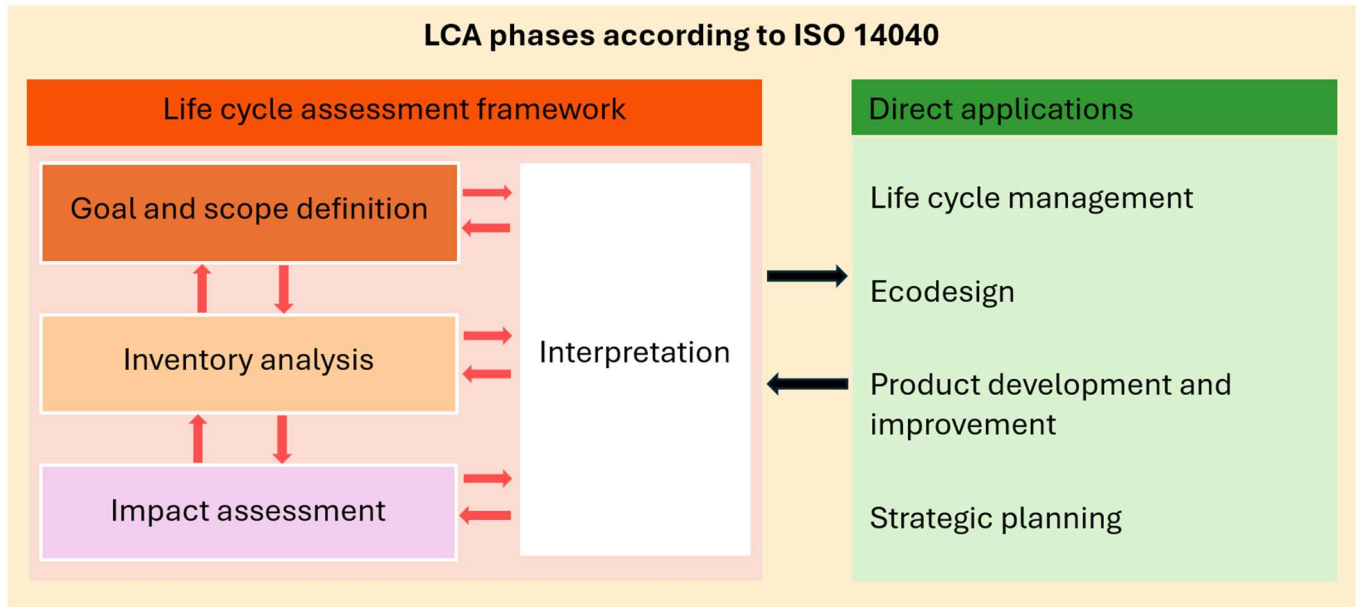 LCA phases according to ISO 14040
Life cycle assessment framework
Goal and scope definition
Inventory analysis
Impact assessment
Interpretation
Direct applications
Life cycle management
Ecodesign
Product development and
improvement
Strategic planning